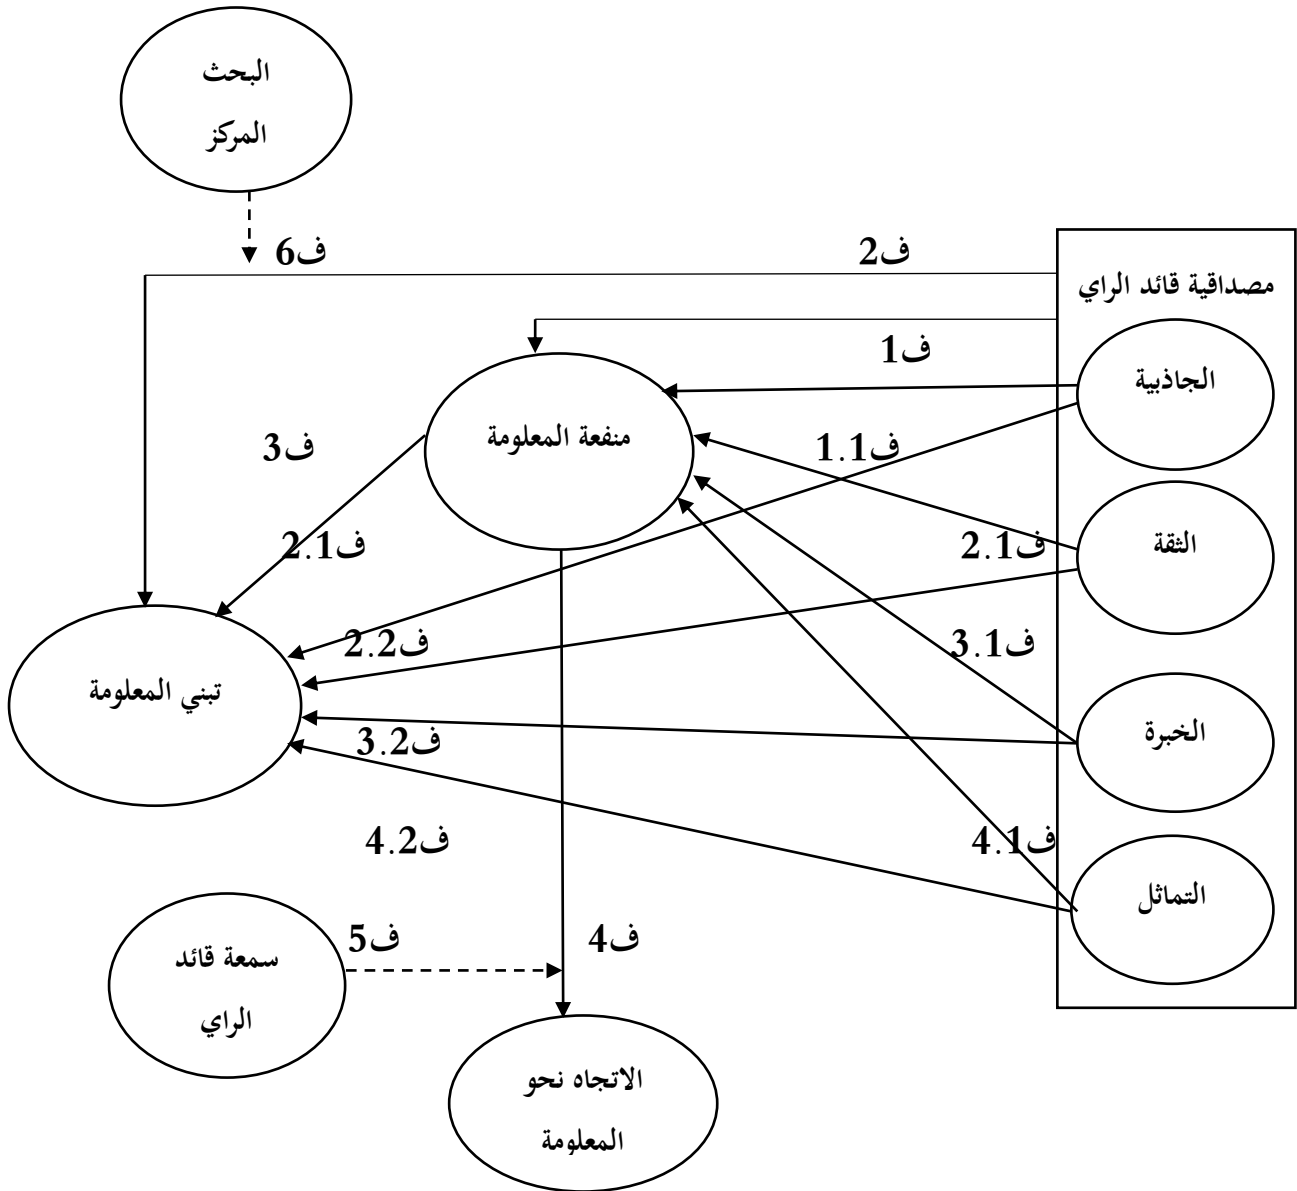 البحث
المركز
ف6
ف2
مصداقية قائد الراي
ف1
الجاذبية
منفعة المعلومة
ف3
ف1.1
ف2.1
ف2.1
الثقة
ف2.2
ف3.1
تبني المعلومة
الخبرة
ف3.2
ف4.2
ف4.1
التماثل
سمعة قائد
الراي
ف5
ف4
الاتجاه نحو
المعلومة